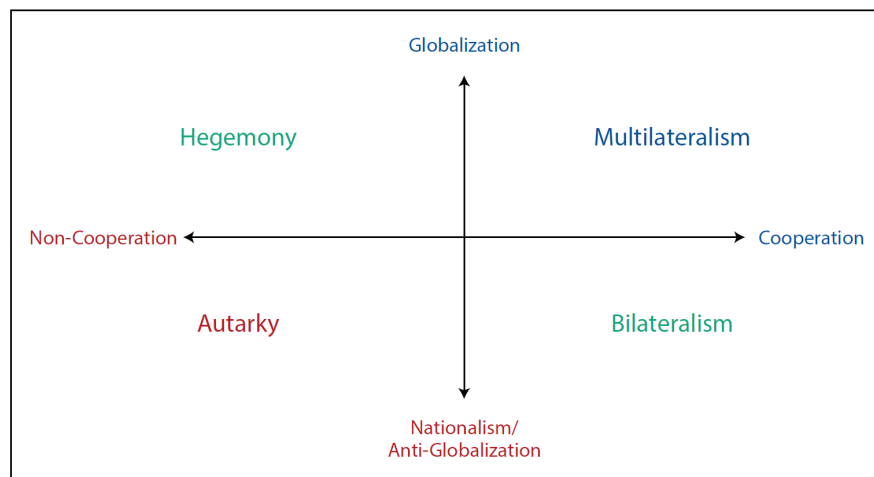 Globalization
Hegemony
Multilateralism
Non-Cooperation
Cooperation
Autarky
Bilateralism
Nationalism/
Anti-Globalization